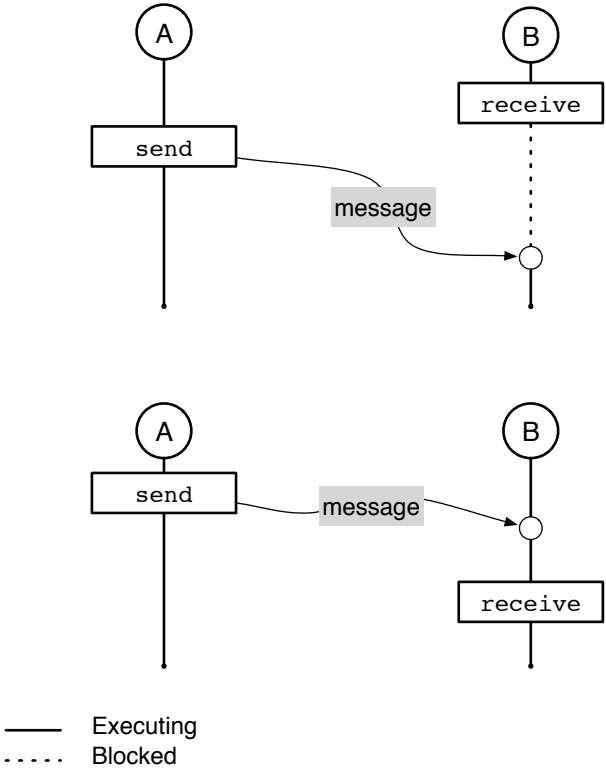 A
B
receive
send
message
A
B
send
message
receive
Executing
Blocked